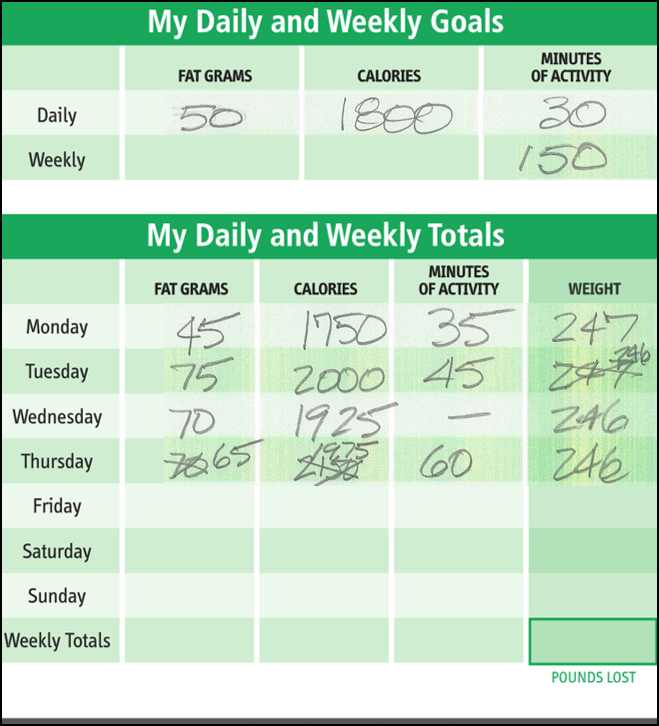 My Daily and Weekly Goals
FAT GRAMS CALORIES MINUTES OF ACTIVITY
Daily 50 1800 30
Weekly 150
My Daily and Weekly Totals
FAT GRAMS CALORIES MINUTES OF ACTIVITY WEIGHT
Monday 45 1750 35 247
Tuesday 75 2000 45 247 246
Wednesday 70 1925 — 246
Thursday 70 65 2150 1975 60 246
Friday
Saturday
Sunday
Weekly Totals
POUNDS LOST